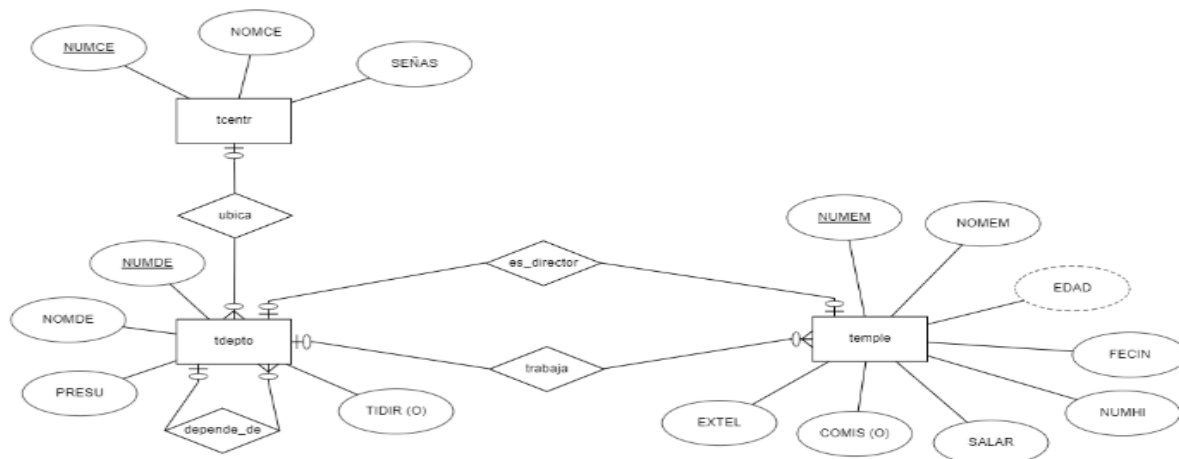 NUMCE
NOMCE
SEÑAS
tcentr
ubica
NUMDE
NOMDE
PRESU
tdepto
TIDIR (O)
depende_de
es_director
trabaja
NUMEM
NOMEM
EDAD
temple
FECIN
NUMHI
EXTEL
COMIS (O)
SALAR